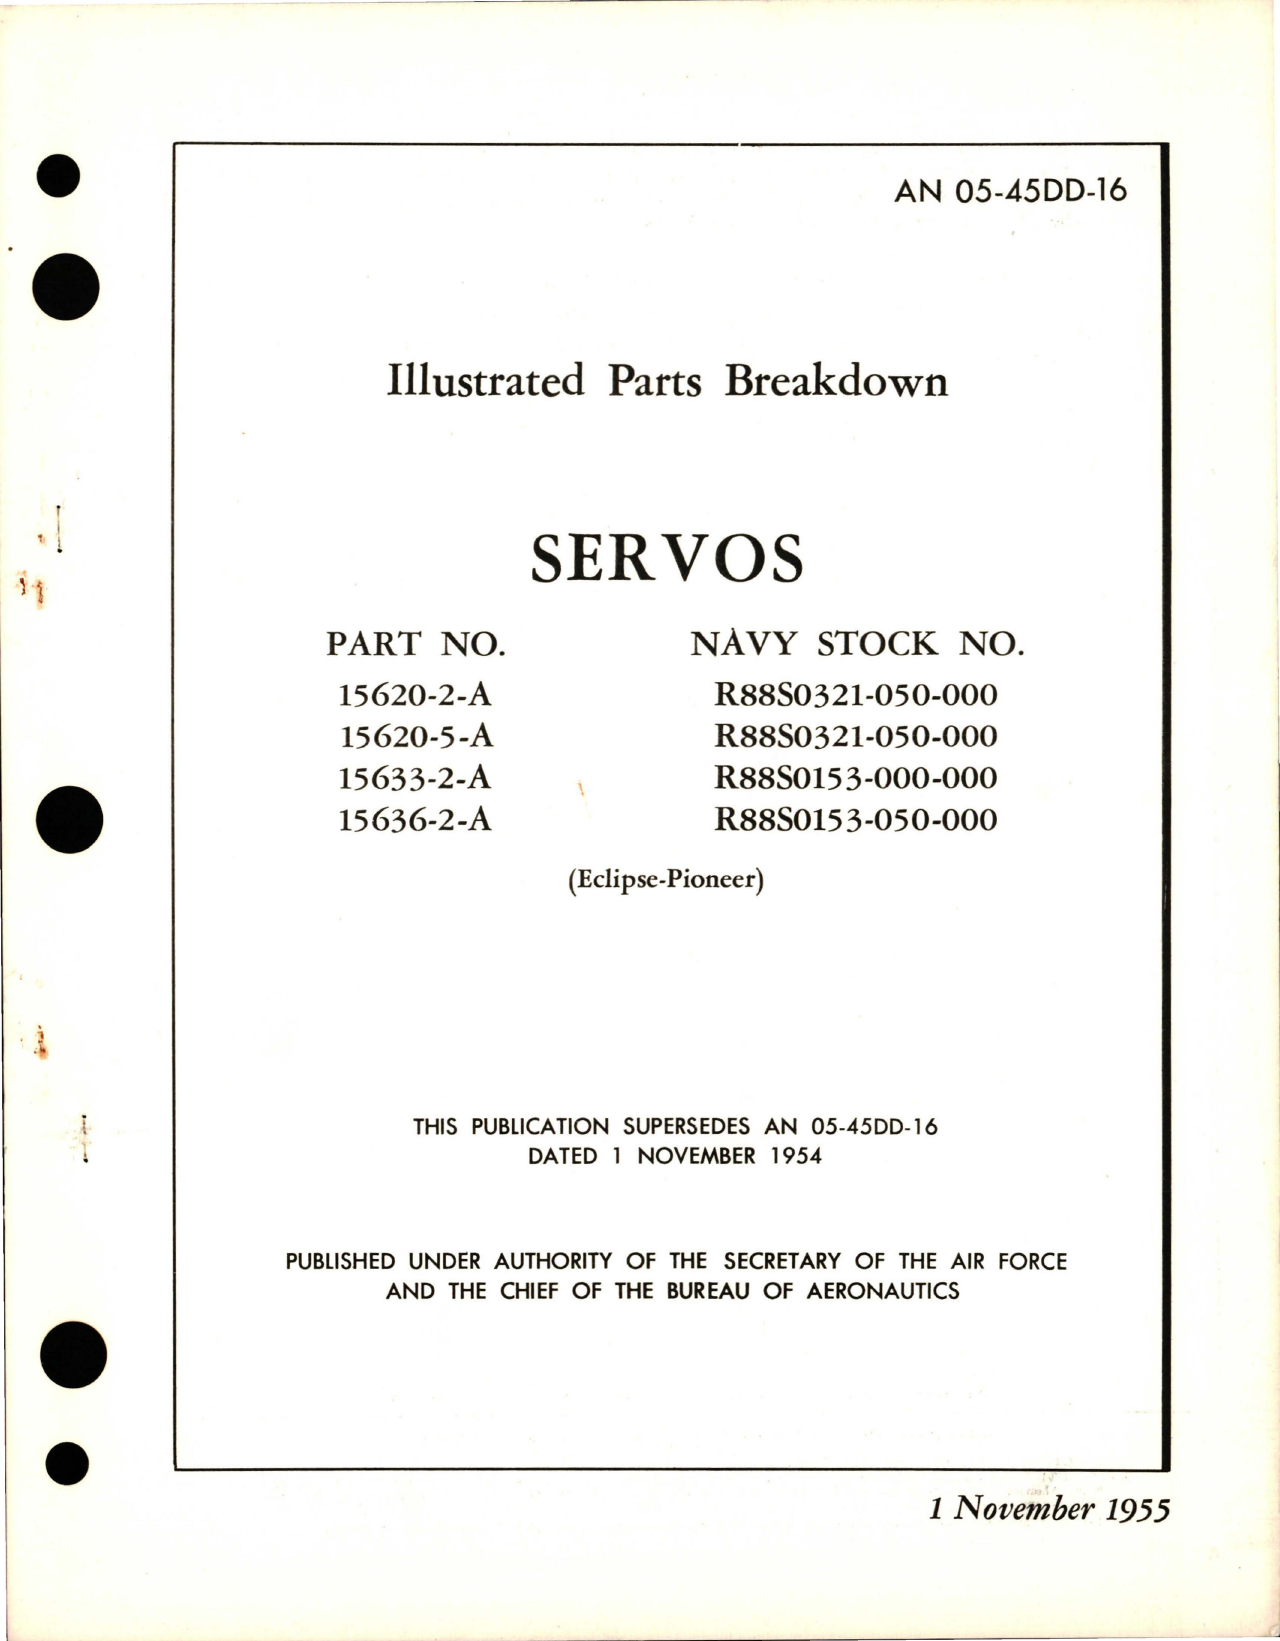 AN 05-45DD-16
Illustrated Parts Breakdown
SERVOS
PART NO. NAVY STOCK NO.
15620-2-A R88S0321-050-000
15620-5-A R88S0321-050-000
15633-2-A R88S0153-000-000
15636-2-A R88S0153-050-000
(Eclipse-Pioneer)
THIS PUBLICATION SUPERSEDES AN 05-45DD-16
DATED 1 NOVEMBER 1954
PUBLISHED UNDER AUTHORITY OF THE SECRETARY OF THE AIR FORCE
AND THE CHIEF OF THE BUREAU OF AERONAUTICS
1 November 1955